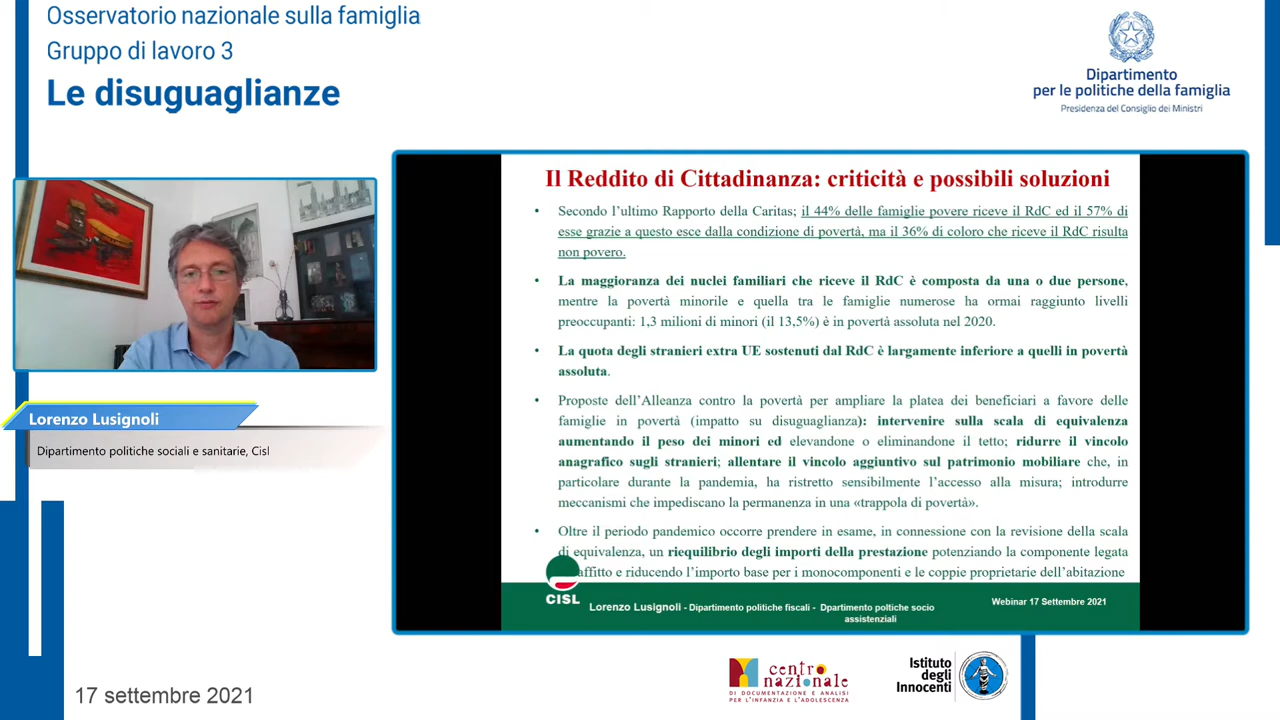 Osservatorio nazionale sulla famiglia
Gruppo di lavoro 3
Le disuguaglianze
Dipartimento
per le politiche della famiglia
Presidenza del Consiglio dei Ministri
Il Reddito di Cittadinanza: criticità e possibili soluzioni
• Secondo l'ultimo Rapporto della Caritas; il 44% delle famiglie povere riceve il RdC ed il 57% di
esse grazie a questo esce dalla condizione di povertà, ma il 36% di coloro che riceve il RdC risulta
non povero.
• La maggioranza dei nuclei familiari che riceve il RdC è composta da una o due persone,
mentre la povertà minorile e quella tra le famiglie numerose ha ormai raggiunto livelli
preoccupanti: 1,3 milioni di minori (il 13,5%) è in povertà assoluta nel 2020.
• La quota degli stranieri extra UE sostenuti dal RdC è largamente inferiore a quelli in povertà
assoluta.
• Proposte dell'Alleanza contro la povertà per ampliare la platea dei beneficiari a favore delle
famiglie in povertà (impatto su disuguaglianza): intervenire sulla scala di equivalenza
aumentando il peso dei minori ed elevandone o eliminandone il tetto; ridurre il vincolo
anagrafico sugli stranieri; allentare il vincolo aggiuntivo sul patrimonio mobiliare che, in
particolare durante la pandemia, ha ristretto sensibilmente l'accesso alla misura; introdurre
meccanismi che impediscano la permanenza in una «trappola di povertà».
• Oltre il periodo pandemico occorre prendere in esame, in connessione con la revisione della scala
di equivalenza, un riequilibrio degli importi della prestazione potenziando la componente legata
affitto e riducendo l'importo base per i monocomponenti e le coppie proprietarie dell'abitazione
CISL
Lorenzo Lusignoli - Dipartimento politiche fiscali - Dpartimento poltiche socio
assistenziali
Webinar 17 Settembre 2021
Lorenzo Lusignoli
Dipartimento politiche sociali e sanitarie, Cisl
17 settembre 2021
centro
nazionale
DI DOCUMENTAZIONE E ANALISI
PER L'INFANZIA E L'ADOLESCENZA
Istituto
degli
Innocenti